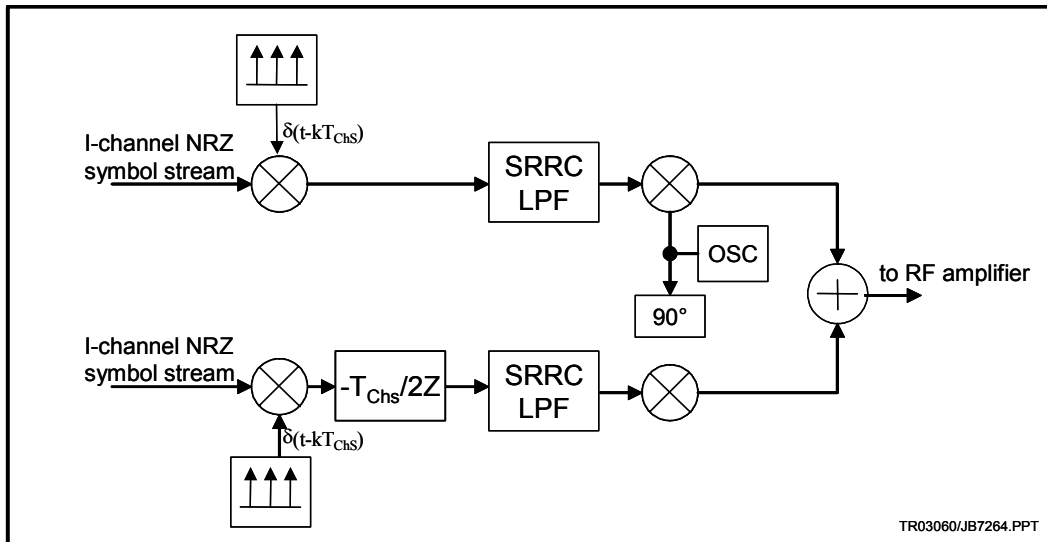 δ(t-kT_ChS)
I-channel NRZ
symbol stream
SRRC
LPF
OSC
90°
to RF amplifier
I-channel NRZ
symbol stream
-T_Chs/2Z
SRRC
LPF
δ(t-kT_ChS)
TR03060/JB7264.PPT